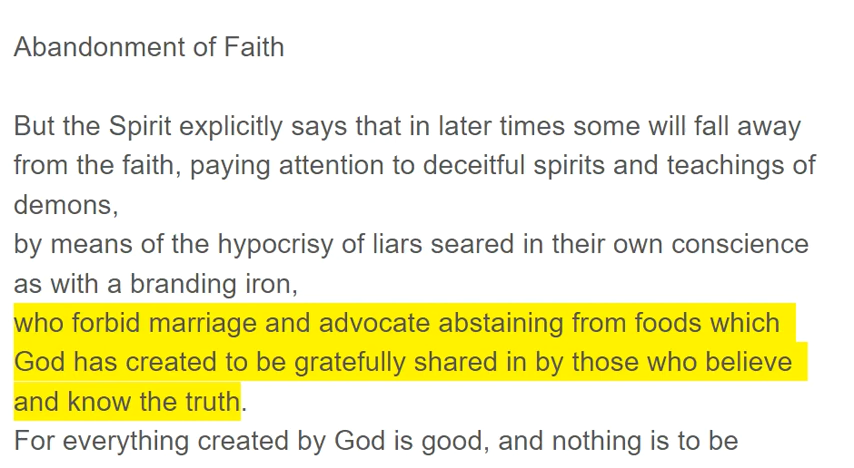 Abandonment of Faith
But the Spirit explicitly says that in later times some will fall away
from the faith, paying attention to deceitful spirits and teachings of
demons,
by means of the hypocrisy of liars seared in their own conscience
as with a branding iron,
who forbid marriage and advocate abstaining from foods which
God has created to be gratefully shared in by those who believe
and know the truth.
For everything created by God is good, and nothing is to be